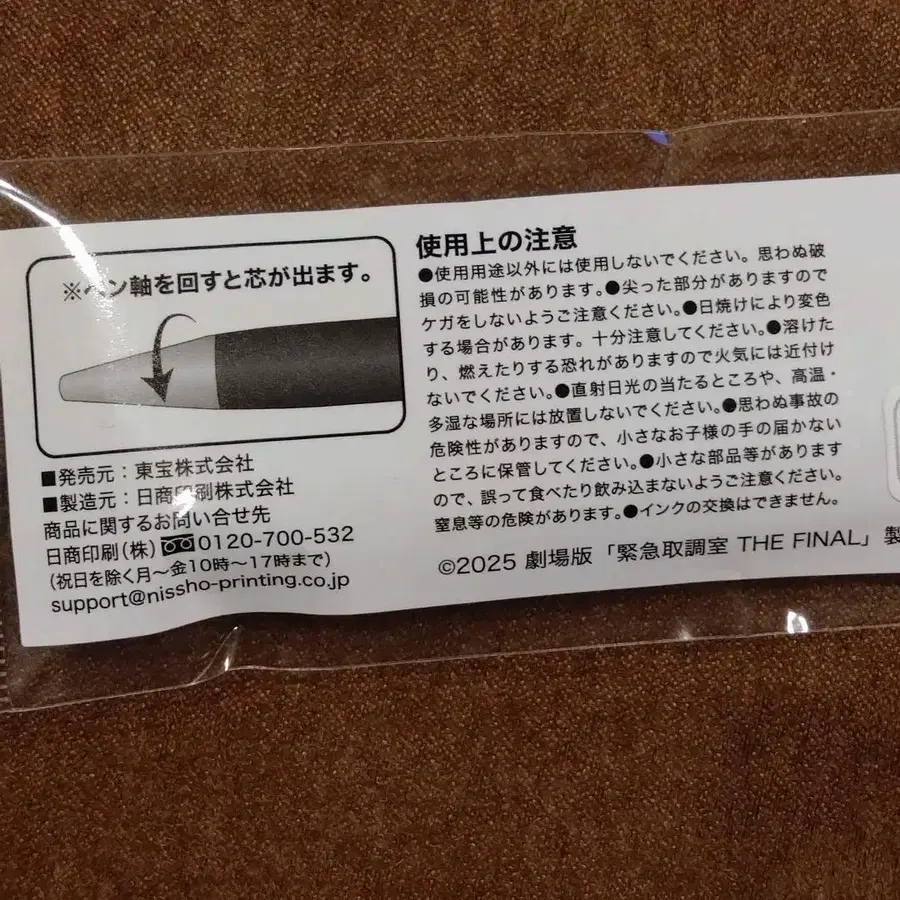 ※ペン軸を回すと芯が出ます。
■発売元：東宝株式会社
■製造元：日商印刷株式会社
商品に関するお問い合せ先
日商印刷(株) 0120-700-532
(祝日を除く月〜金10時〜17時まで)
support@nissho-printing.co.jp
使用上の注意
●使用用途以外には使用しないでください。思わぬ破
損の可能性があります。●尖った部分がありますので
ケガをしないようご注意ください。●日焼けにより変色
する場合があります。十分注意してください。●溶けた
り、燃えたりする恐れがありますので火気には近付け
ないでください。●直射日光の当たるところや、高温・
多湿な場所には放置しないでください。●思わぬ事故の
危険性がありますので、小さなお子様の手の届かない
ところに保管してください。●小さな部品等があります
ので、誤って食べたり飲み込まないようご注意ください。
窒息等の危険があります。●インクの交換はできません。
©2025 劇場版「緊急取調室 THE FINAL」製